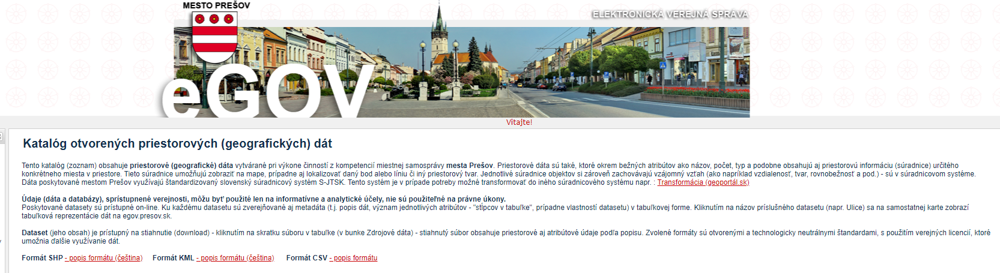 MESTO PREŠOV
ELEKTRONICKÁ VEREJNÁ SPRÁVA
eGOV
Vitajte!
Katalóg otvorených priestorových (geografických) dát
Tento katalóg (zoznam) obsahuje priestorové (geografické) dáta vytvárané pri výkone činností z kompetencií miestnej samosprávy mesta Prešov. Priestorové dáta sú také, ktoré okrem bežných atribútov ako názov, počet, typ a podobne obsahujú aj priestorovú informáciu (súradnice) určitého
konkrétneho miesta v priestore. Tieto súradnice umožňujú zobraziť na mape, prípadne aj lokalizovať daný bod alebo líniu či iný priestorový tvar. Jednotlivé súradnice objektov si zároveň zachovávajú vzájomný vzťah (ako napríklad vzdialenosť, tvar, rovnobežnosť a pod.) - sú v súradnicovom systéme.
Dáta poskytované mestom Prešov využívajú štandardizovaný slovenský súradnicový systém S-JTSK. Tento systém je v prípade potreby možné transformovať do iného súradnicového systému napr. : Transformácia (geoportál.sk)
Údaje (dáta a databázy), sprístupnené verejnosti, môžu byť použité len na informatívne a analytické účely, nie sú použiteľné na právne úkony.
Poskytované datasety sú prístupné on-line. Ku každému datasetu sú zverejňované aj metadáta (t.j. popis dát, význam jednotlivých atribútov - "stĺpcov v tabuľke", prípadne vlastností datasetu) v tabuľkovej forme. Kliknutím na názov príslušného datasetu (napr. Ulice) sa na samostatnej karte zobrazí
tabuľková reprezentácie dát na egov.presov.sk.
Dataset (jeho obsah) je prístupný na stiahnutie (download) - kliknutím na skratku súboru v tabuľke (v bunke Zdrojové dáta) - stiahnutý súbor obsahuje priestorové aj atribútové údaje podľa popisu. Zvolené formáty sú otvorenými a technologicky neutrálnymi štandardami, s použitím verejných licencií, ktoré
umožnia ďalšie využívanie dát.
Formát SHP - popis formátu (čeština) Formát KML - popis formátu (čeština) Formát CSV - popis formátu